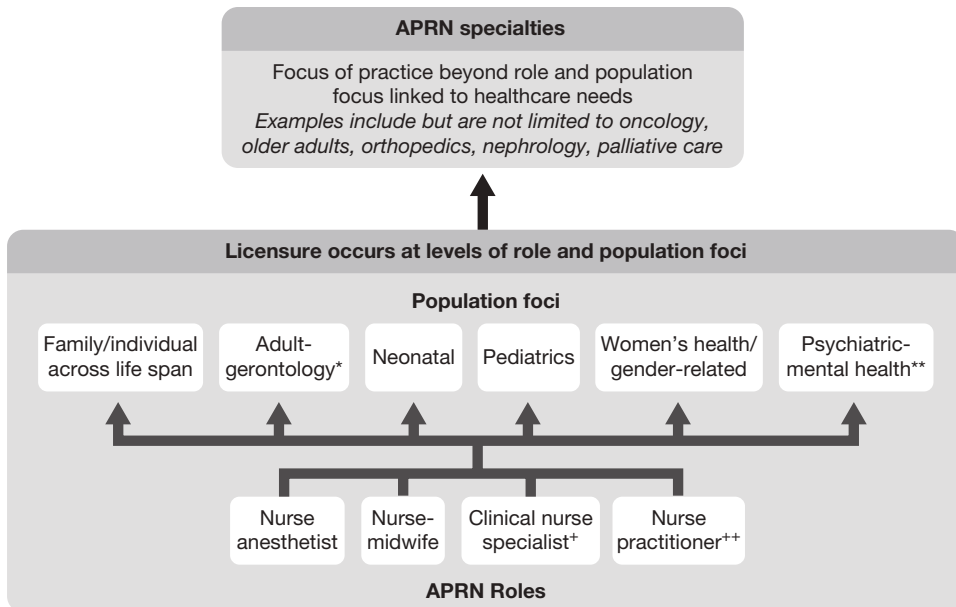 APRN specialties
Focus of practice beyond role and population
focus linked to healthcare needs
Examples include but are not limited to oncology,
older adults, orthopedics, nephrology, palliative care
Licensure occurs at levels of role and population foci
Population foci
Family/individual
across life span
Adult-
gerontology*
Neonatal
Pediatrics
Women's health/
gender-related
Psychiatric-
mental health**
Nurse
anesthetist
Nurse-
midwife
Clinical nurse
specialist+
Nurse
practitioner++
APRN Roles